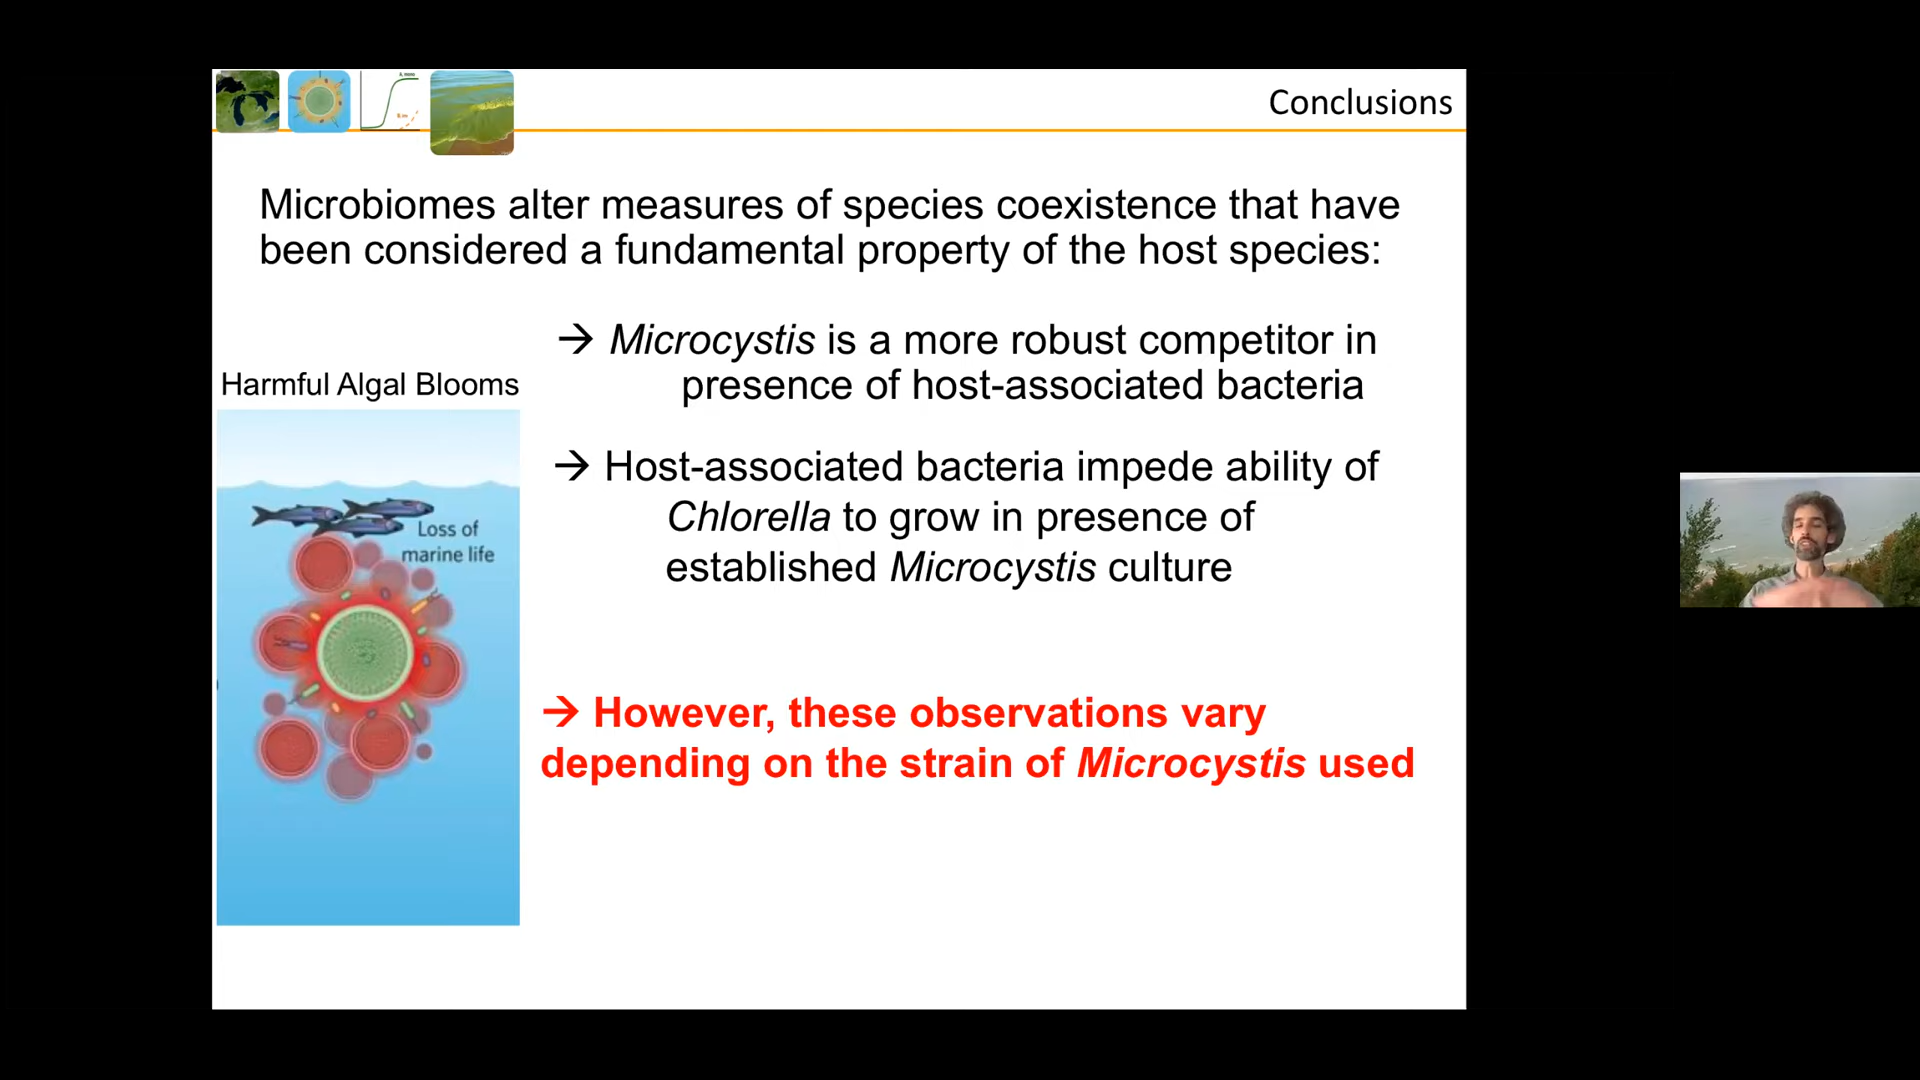 Conclusions
Microbiomes alter measures of species coexistence that have
been considered a fundamental property of the host species:
→ Microcystis is a more robust competitor in
presence of host-associated bacteria
Harmful Algal Blooms
→ Host-associated bacteria impede ability of
Chlorella to grow in presence of
established Microcystis culture
Loss of
marine life
→ However, these observations vary
depending on the strain of Microcystis used